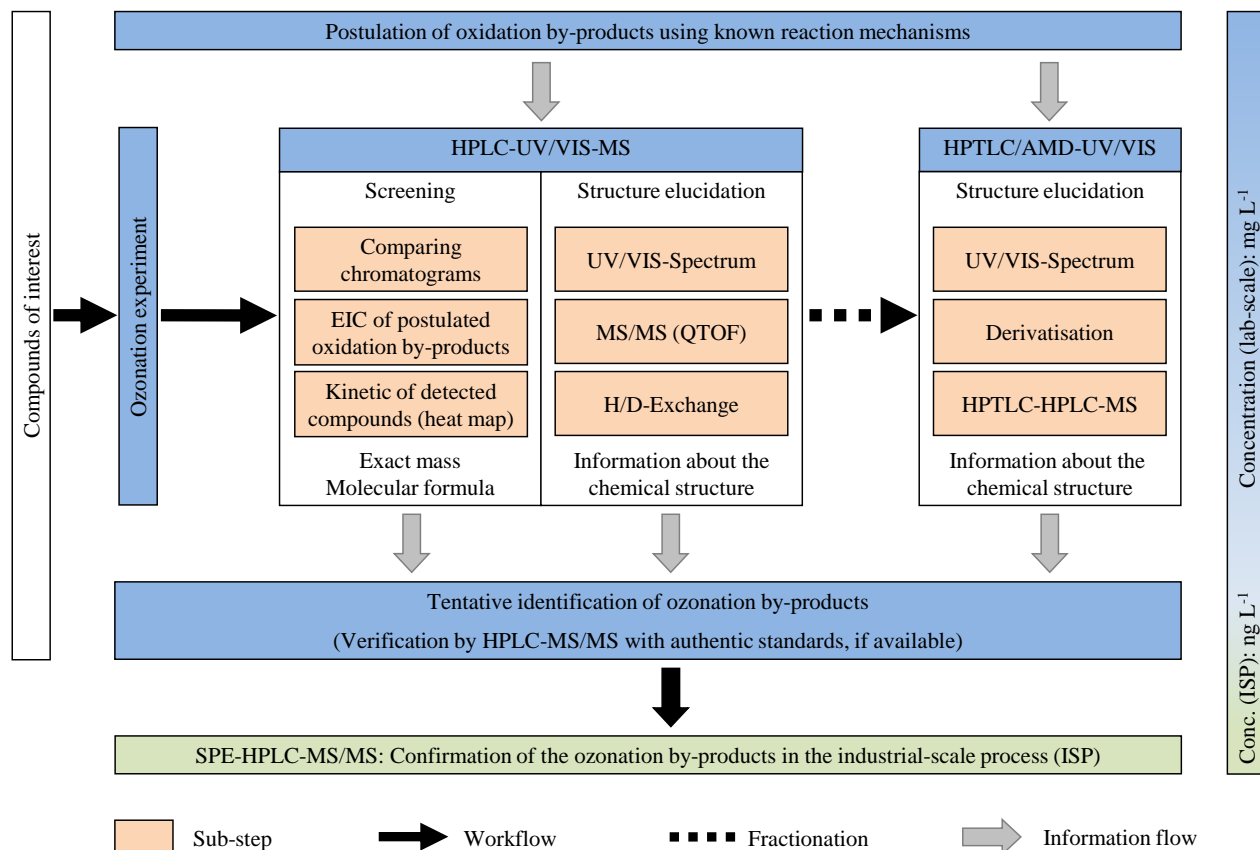 Postulation of oxidation by-products using known reaction mechanisms
Compounds of interest
Ozonation experiment
HPLC-UV/VIS-MS
Screening
Comparing
chromatograms
EIC of postulated
oxidation by-products
Kinetic of detected
compounds (heat map)
Exact mass
Molecular formula
Structure elucidation
UV/VIS-Spectrum
MS/MS (QTOF)
H/D-Exchange
Information about the
chemical structure
HPTLC/AMD-UV/VIS
Structure elucidation
UV/VIS-Spectrum
Derivatisation
HPTLC-HPLC-MS
Information about the
chemical structure
Concentration (lab-scale): mg L⁻¹
Conc. (ISP): ng L⁻¹
Tentative identification of ozonation by-products
(Verification by HPLC-MS/MS with authentic standards, if available)
SPE-HPLC-MS/MS: Confirmation of the ozonation by-products in the industrial-scale process (ISP)
Sub-step
Workflow
Fractionation
Information flow